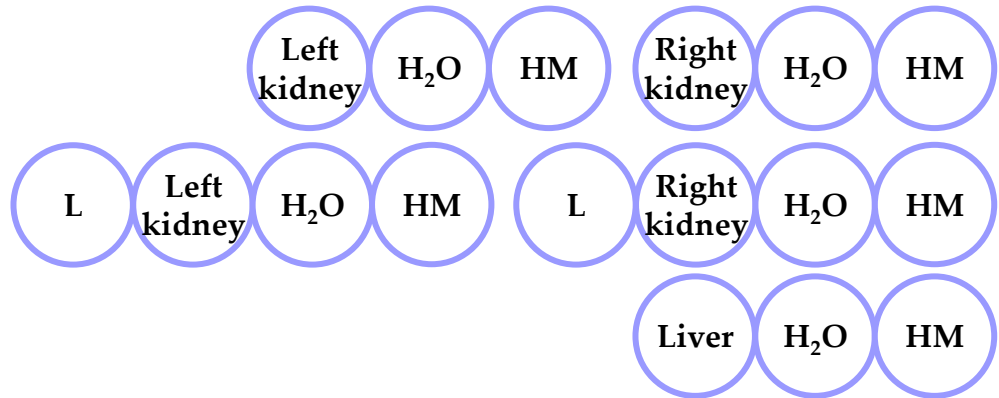 Left
kidney
H₂O
HM
Right
kidney
H₂O
HM
L
Left
kidney
H₂O
HM
L
Right
kidney
H₂O
HM
Liver
H₂O
HM